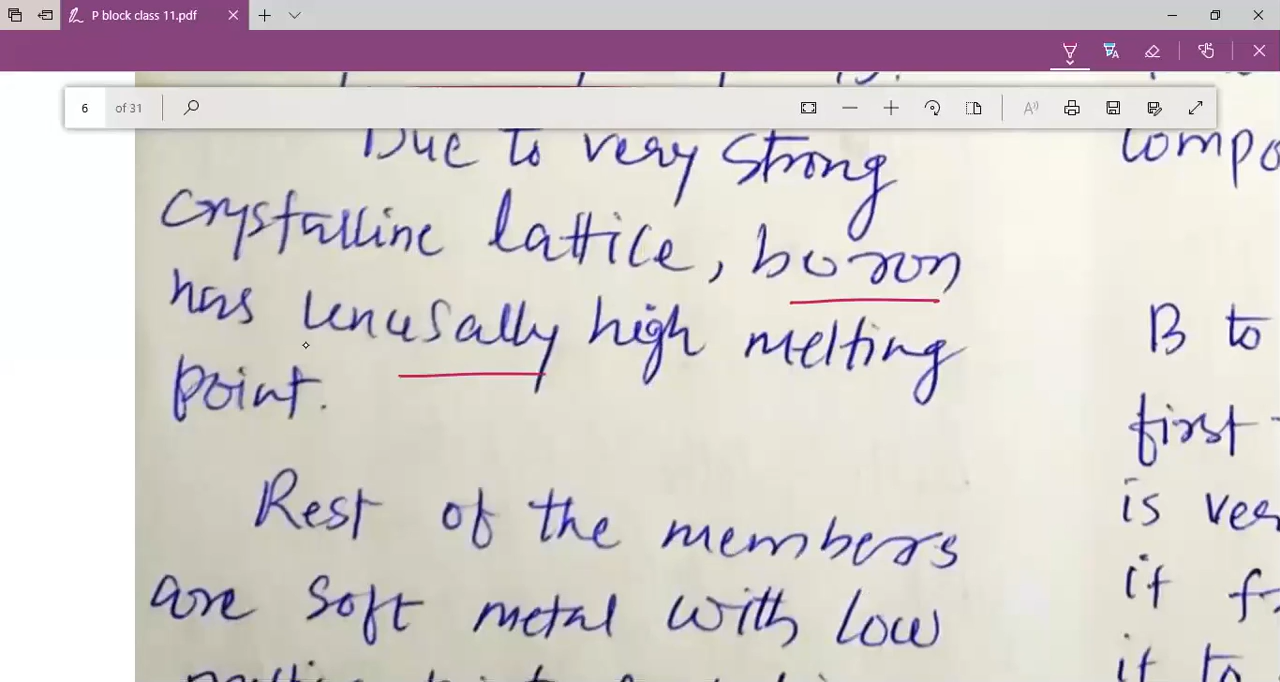 P block class 11.pdf
6 of 31
Due to very strong
crystalline lattice, boron
has unusally high melting
point.
Rest of the members
are soft metal with low
compo
B to
first
is ver
if f
it to